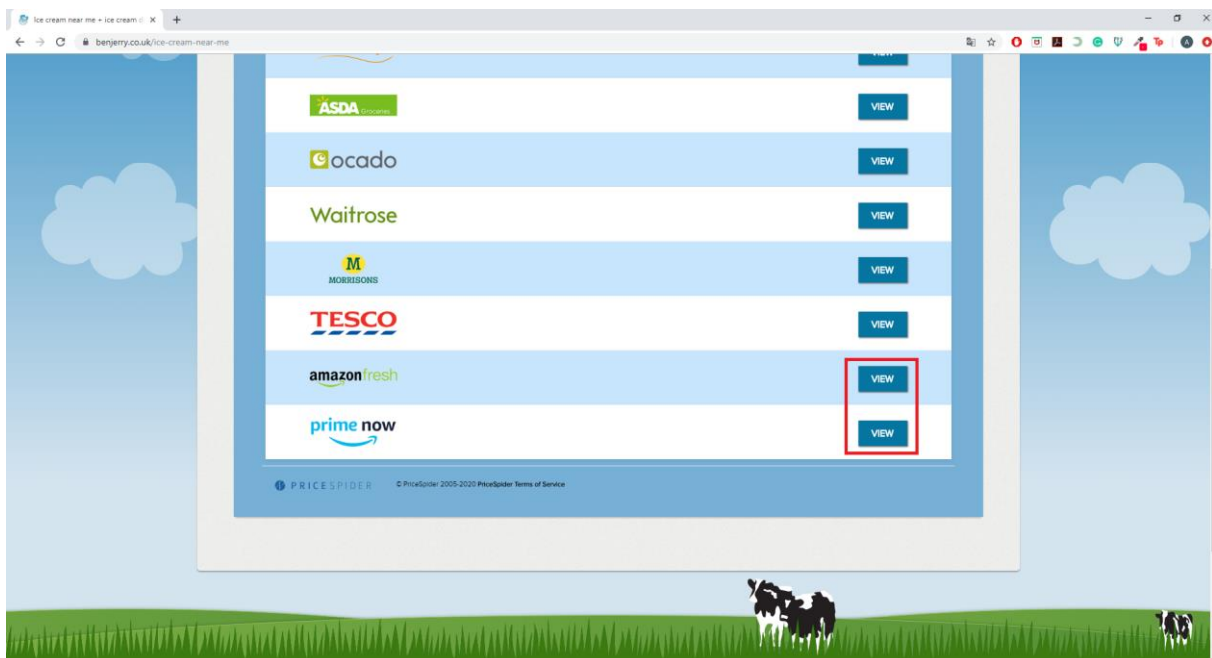 Ice cream near me + ice cream d
benjerry.co.uk/ice-cream-near-me
ASDA Groceries VIEW
ocado VIEW
Waitrose VIEW
M
MORRISONS VIEW
TESCO VIEW
amazonfresh VIEW
prime now VIEW
PRICESPIDER © PriceSpider 2005-2020 PriceSpider Terms of Service